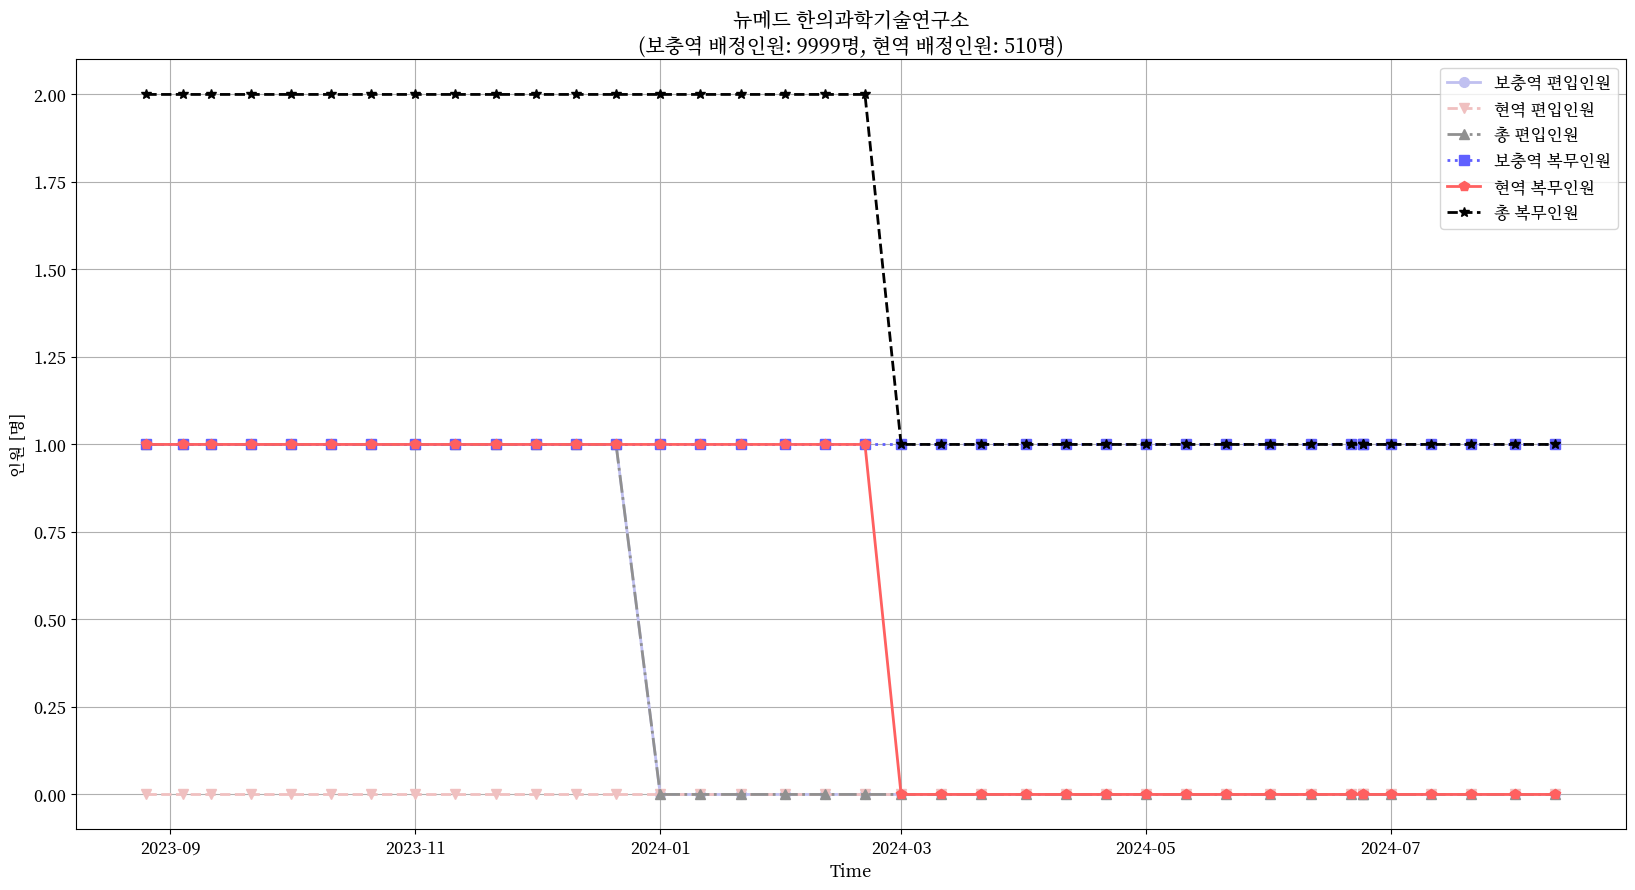 뉴메드 한의과학기술연구소
(보충역 배정인원: 9999명, 현역 배정인원: 510명)
보충역 편입인원
현역 편입인원
총 편입인원
보충역 복무인원
현역 복무인원
총 복무인원
2.00
1.75
1.50
1.25
1.00
0.75
0.50
0.25
0.00
인원 [명]
2023-09
2023-11
2024-01
2024-03
2024-05
2024-07
Time